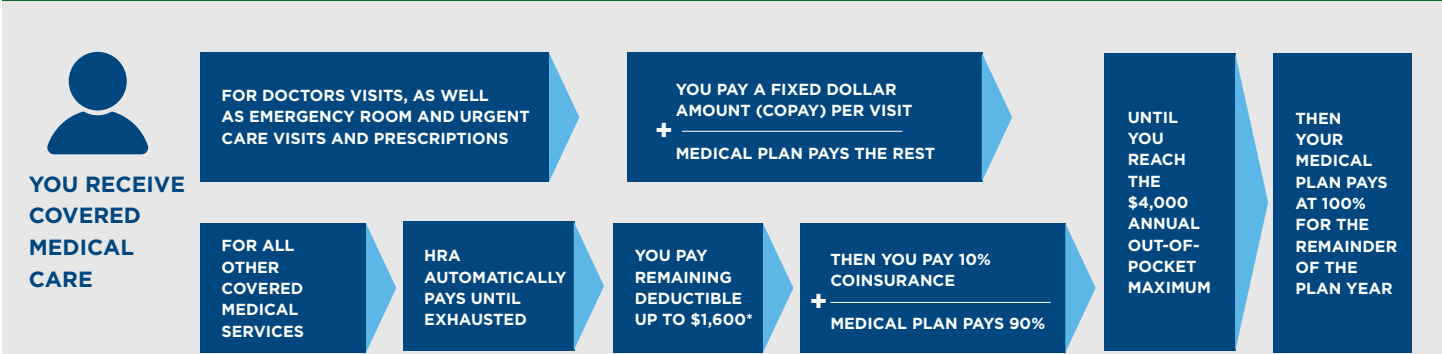 YOU RECEIVE
COVERED
MEDICAL
CARE
FOR DOCTORS VISITS, AS WELL
AS EMERGENCY ROOM AND URGENT
CARE VISITS AND PRESCRIPTIONS
YOU PAY A FIXED DOLLAR
AMOUNT (COPAY) PER VISIT
+
MEDICAL PLAN PAYS THE REST
FOR ALL
OTHER
COVERED
MEDICAL
SERVICES
HRA
AUTOMATICALLY
PAYS UNTIL
EXHAUSTED
YOU PAY
REMAINING
DEDUCTIBLE
UP TO $1,600*
THEN YOU PAY 10%
COINSURANCE
+
MEDICAL PLAN PAYS 90%
UNTIL
YOU
REACH
THE
$4,000
ANNUAL
OUT-OF-
POCKET
MAXIMUM
THEN
YOUR
MEDICAL
PLAN PAYS
AT 100%
FOR THE
REMAINDER
OF THE
PLAN YEAR